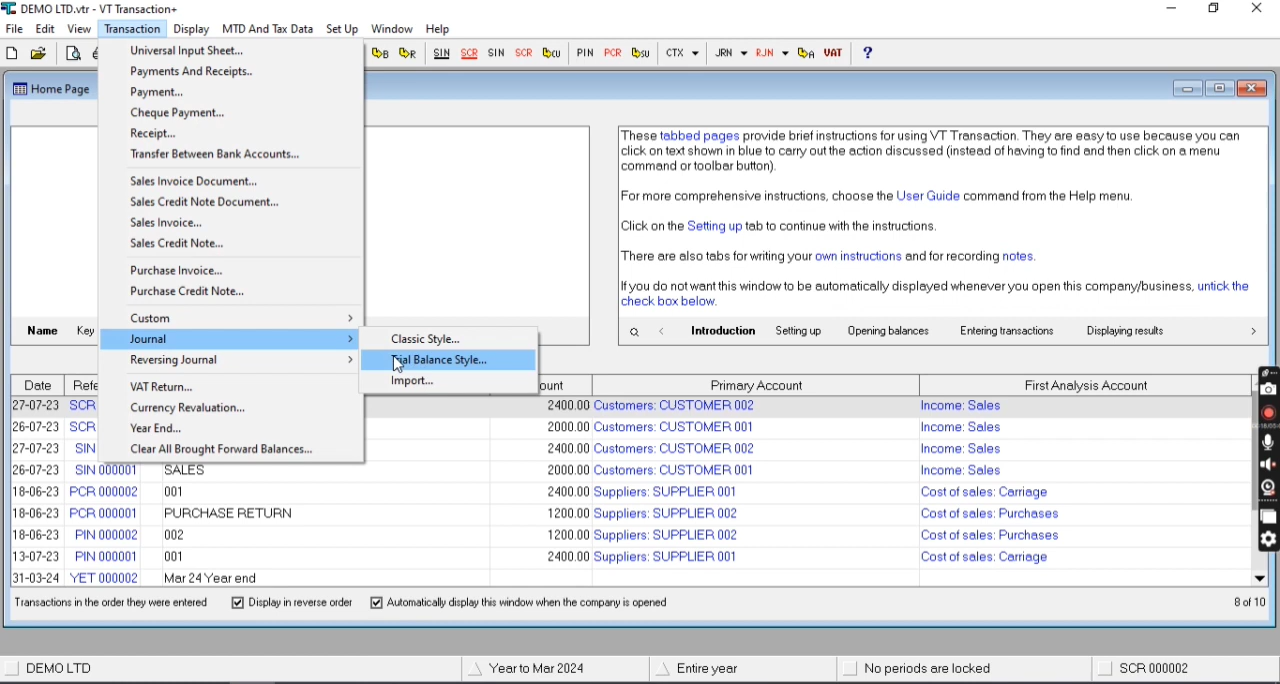 DEMO LTD.vtr - VT Transaction+
File Edit View Transaction Display MTD And Tax Data Set Up Window Help
B R SIN SCR SIN SCR CU PIN PCR SU CTX JRN RJN A VAT ?
Home Page
Universal Input Sheet...
Payments And Receipts..
Payment...
Cheque Payment...
Receipt...
Transfer Between Bank Accounts...
Sales Invoice Document...
Sales Credit Note Document...
Sales Invoice...
Sales Credit Note...
Purchase Invoice...
Purchase Credit Note...
Custom
Journal
Reversing Journal
VAT Return...
Currency Revaluation...
Year End...
Clear All Brought Forward Balances...
Classic Style...
Trial Balance Style...
Import...
These tabbed pages provide brief instructions for using VT Transaction. They are easy to use because you can
click on text shown in blue to carry out the action discussed (instead of having to find and then click on a menu
command or toolbar button).
For more comprehensive instructions, choose the User Guide command from the Help menu.
Click on the Setting up tab to continue with the instructions.
There are also tabs for writing your own instructions and for recording notes.
If you do not want this window to be automatically displayed whenever you open this company/business, untick the
check box below.
Name Key
Introduction Setting up Opening balances Entering transactions Displaying results
Date Refe ount Primary Account First Analysis Account
27-07-23 SCR 2400.00 Customers: CUSTOMER 002 Income: Sales
26-07-23 SCR 2000.00 Customers: CUSTOMER 001 Income: Sales
27-07-23 SIN 2400.00 Customers: CUSTOMER 002 Income: Sales
26-07-23 SIN 000001 SALES 2000.00 Customers: CUSTOMER 001 Income: Sales
18-06-23 PCR 000002 001 2400.00 Suppliers: SUPPLIER 001 Cost of sales: Carriage
18-06-23 PCR 000001 PURCHASE RETURN 1200.00 Suppliers: SUPPLIER 002 Cost of sales: Purchases
18-06-23 PIN 000002 002 1200.00 Suppliers: SUPPLIER 002 Cost of sales: Purchases
13-07-23 PIN 000001 001 2400.00 Suppliers: SUPPLIER 001 Cost of sales: Carriage
31-03-24 YET 000002 Mar 24 Year end
Transactions in the order they were entered Display in reverse order Automatically display this window when the company is opened 8 of 10
DEMO LTD Year to Mar 2024 Entire year No periods are locked SCR 000002